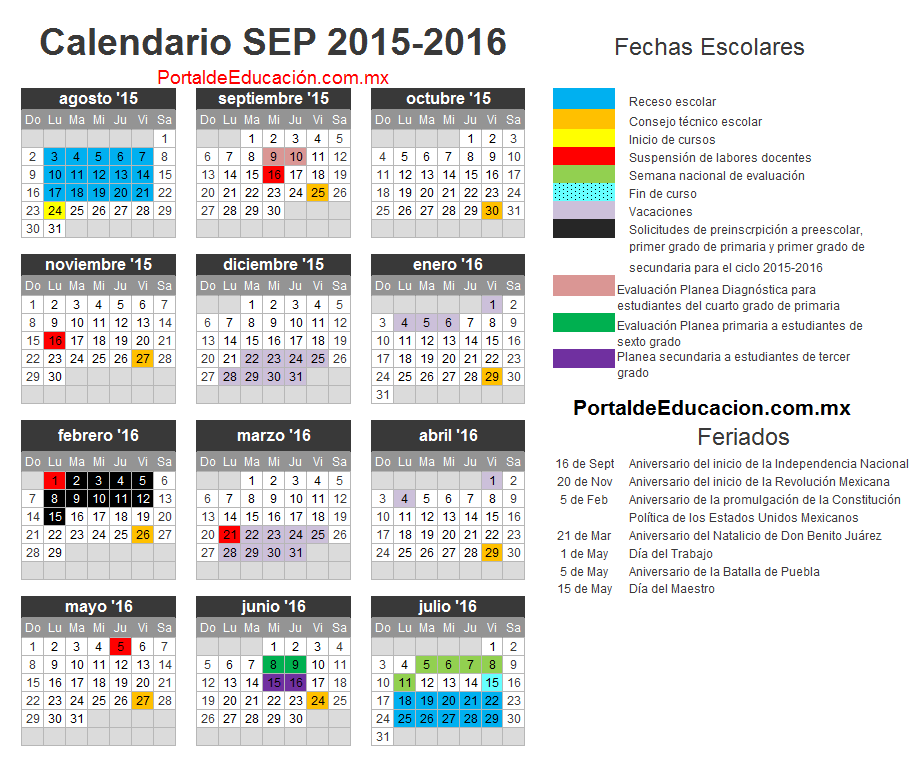 Calendario SEP 2015-2016
PortaldeEducación.com.mx
agosto '15
Do Lu Ma Mi Ju Vi Sa
1
2 3 4 5 6 7 8
9 10 11 12 13 14 15
16 17 18 19 20 21 22
23 24 25 26 27 28 29
30 31
septiembre '15
Do Lu Ma Mi Ju Vi Sa
1 2 3 4 5
6 7 8 9 10 11 12
13 14 15 16 17 18 19
20 21 22 23 24 25 26
27 28 29 30
octubre '15
Do Lu Ma Mi Ju Vi Sa
1 2 3
4 5 6 7 8 9 10
11 12 13 14 15 16 17
18 19 20 21 22 23 24
25 26 27 28 29 30 31
noviembre '15
Do Lu Ma Mi Ju Vi Sa
1 2 3 4 5 6 7
8 9 10 11 12 13 14
15 16 17 18 19 20 21
22 23 24 25 26 27 28
29 30
diciembre '15
Do Lu Ma Mi Ju Vi Sa
1 2 3 4 5
6 7 8 9 10 11 12
13 14 15 16 17 18 19
20 21 22 23 24 25 26
27 28 29 30 31
enero '16
Do Lu Ma Mi Ju Vi Sa
1 2
3 4 5 6 7 8 9
10 11 12 13 14 15 16
17 18 19 20 21 22 23
24 25 26 27 28 29 30
31
febrero '16
Do Lu Ma Mi Ju Vi Sa
1 2 3 4 5 6
7 8 9 10 11 12 13
14 15 16 17 18 19 20
21 22 23 24 25 26 27
28 29
marzo '16
Do Lu Ma Mi Ju Vi Sa
1 2 3 4 5
6 7 8 9 10 11 12
13 14 15 16 17 18 19
20 21 22 23 24 25 26
27 28 29 30 31
abril '16
Do Lu Ma Mi Ju Vi Sa
1 2
3 4 5 6 7 8 9
10 11 12 13 14 15 16
17 18 19 20 21 22 23
24 25 26 27 28 29 30
mayo '16
Do Lu Ma Mi Ju Vi Sa
1 2 3 4 5 6 7
8 9 10 11 12 13 14
15 16 17 18 19 20 21
22 23 24 25 26 27 28
29 30 31
junio '16
Do Lu Ma Mi Ju Vi Sa
1 2 3 4
5 6 7 8 9 10 11
12 13 14 15 16 17 18
19 20 21 22 23 24 25
26 27 28 29 30
julio '16
Do Lu Ma Mi Ju Vi Sa
1 2
3 4 5 6 7 8 9
10 11 12 13 14 15 16
17 18 19 20 21 22 23
24 25 26 27 28 29 30
31
Fechas Escolares
Receso escolar
Consejo técnico escolar
Inicio de cursos
Suspensión de labores docentes
Semana nacional de evaluación
Fin de curso
Vacaciones
Solicitudes de preinscrpición a preescolar,
primer grado de primaria y primer grado de
secundaria para el ciclo 2015-2016
Evaluación Planea Diagnóstica para
estudiantes del cuarto grado de primaria
Evaluación Planea primaria a estudiantes de
sexto grado
Planea secundaria a estudiantes de tercer
grado
PortaldeEducacion.com.mx
Feriados
16 de Sept Aniversario del inicio de la Independencia Nacional
20 de Nov Aniversario del inicio de la Revolución Mexicana
5 de Feb Aniversario de la promulgación de la Constitución
Política de los Estados Unidos Mexicanos
21 de Mar Aniversario del Natalicio de Don Benito Juárez
1 de May Día del Trabajo
5 de May Aniversario de la Batalla de Puebla
15 de May Día del Maestro